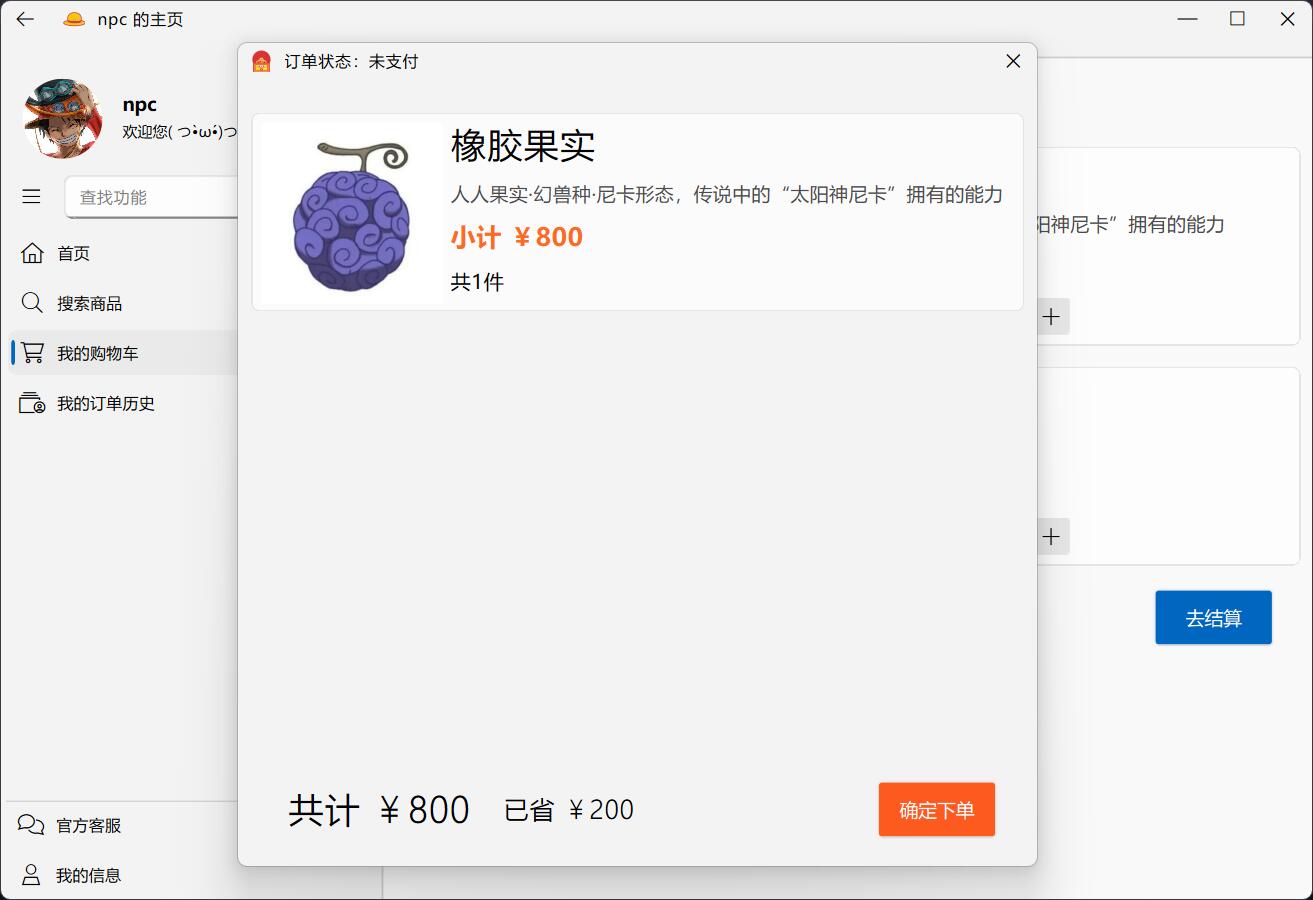 npc 的主页
npc
欢迎您( つ•̀ω•́)つ
查找功能
首页
搜索商品
我的购物车
我的订单历史
官方客服
我的信息
订单状态：未支付
橡胶果实
人人果实·幻兽种·尼卡形态，传说中的“太阳神尼卡”拥有的能力
小计 ￥800
共1件
共计 ￥800 已省 ￥200
确定下单
阳神尼卡”拥有的能力
去结算